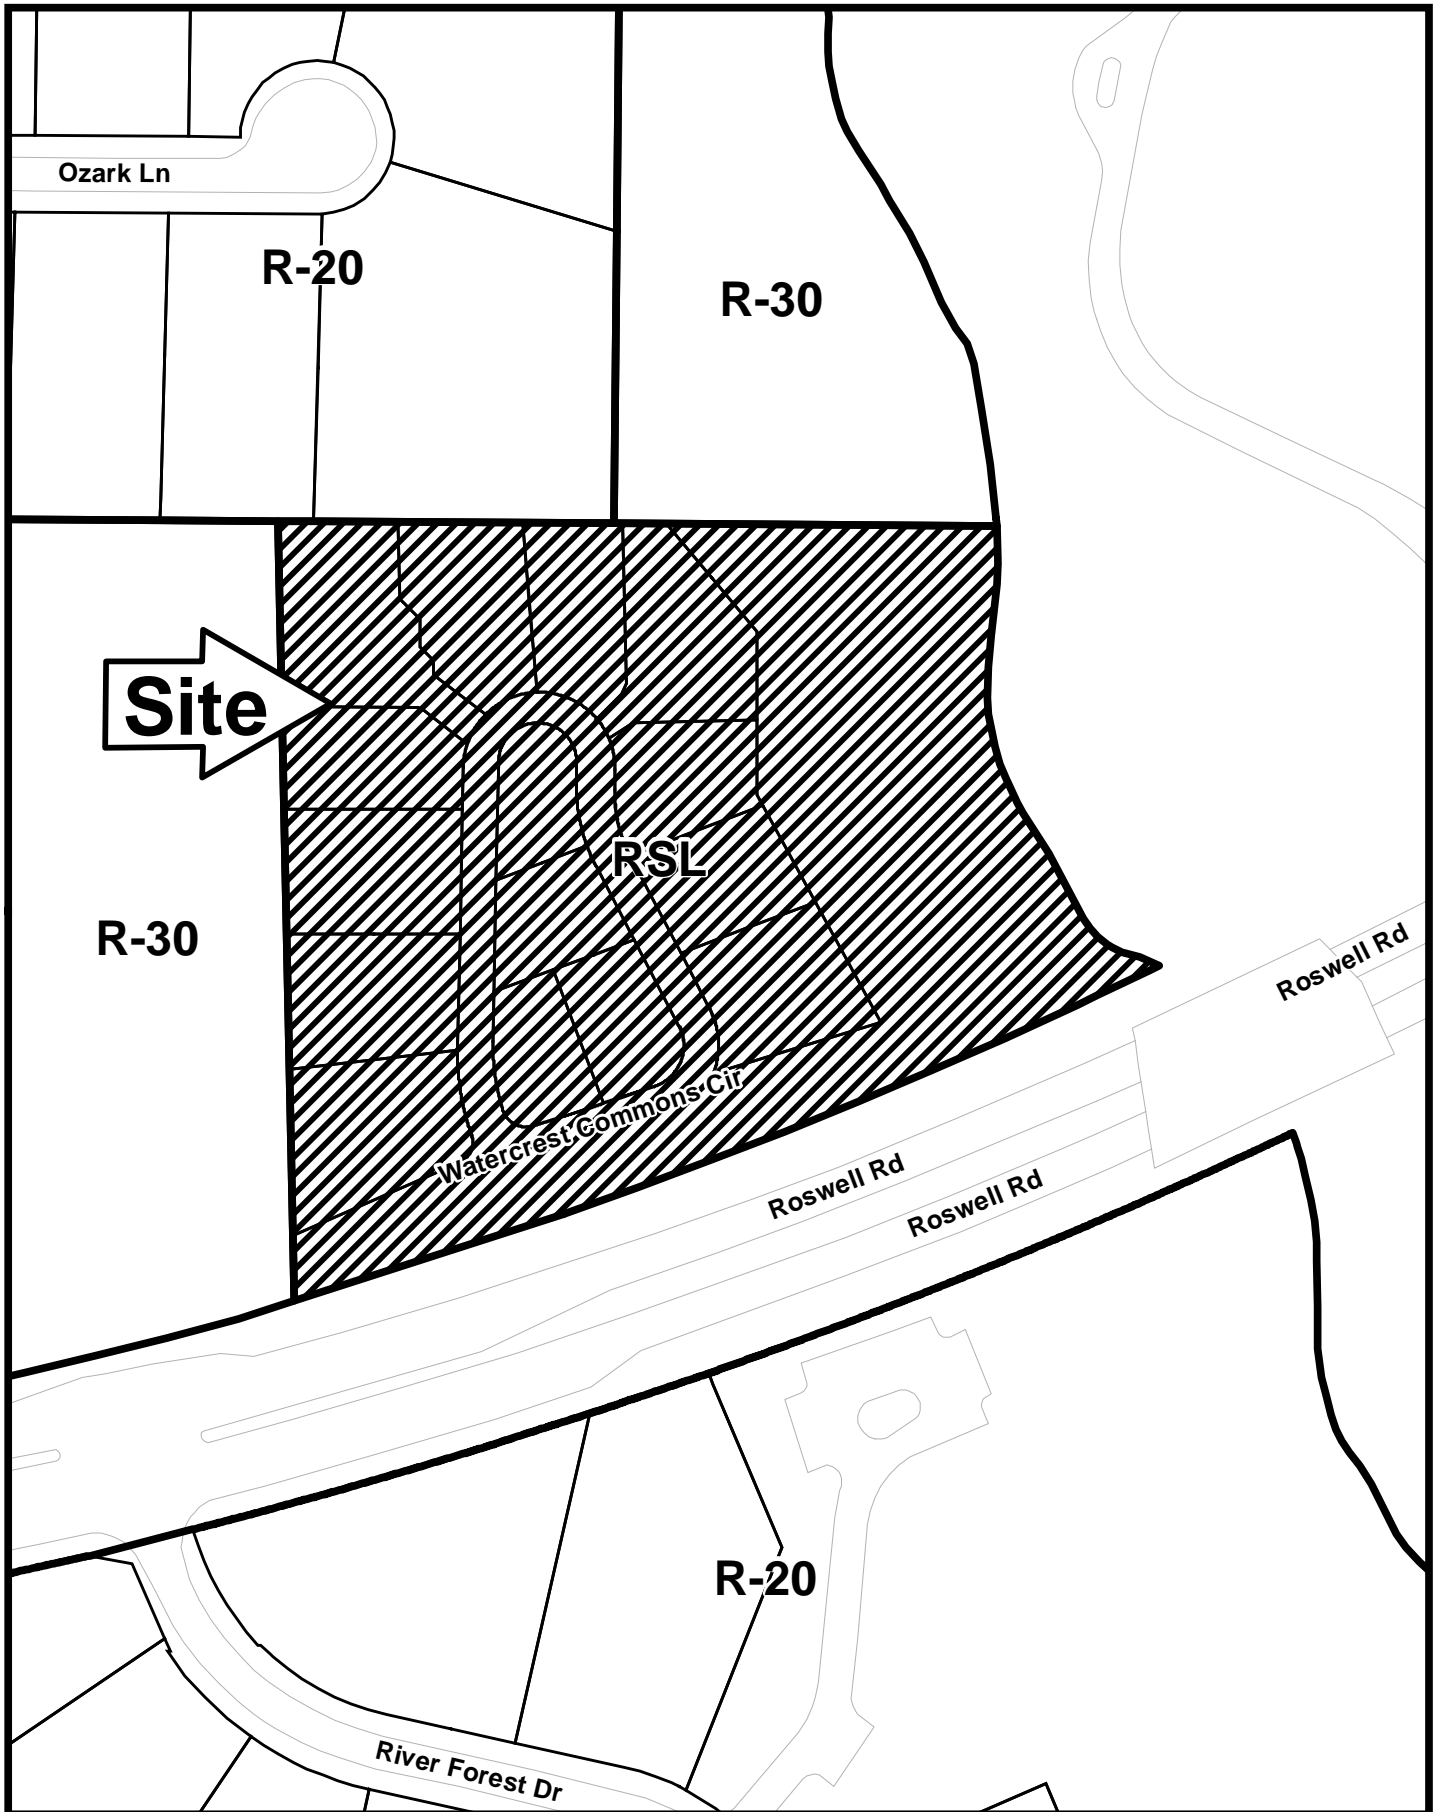 Ozark Ln
R-20
R-30
Site
RSL
R-30
Roswell Rd
Watercrest Commons Cir
Roswell Rd
Roswell Rd
R-20
River Forest Dr